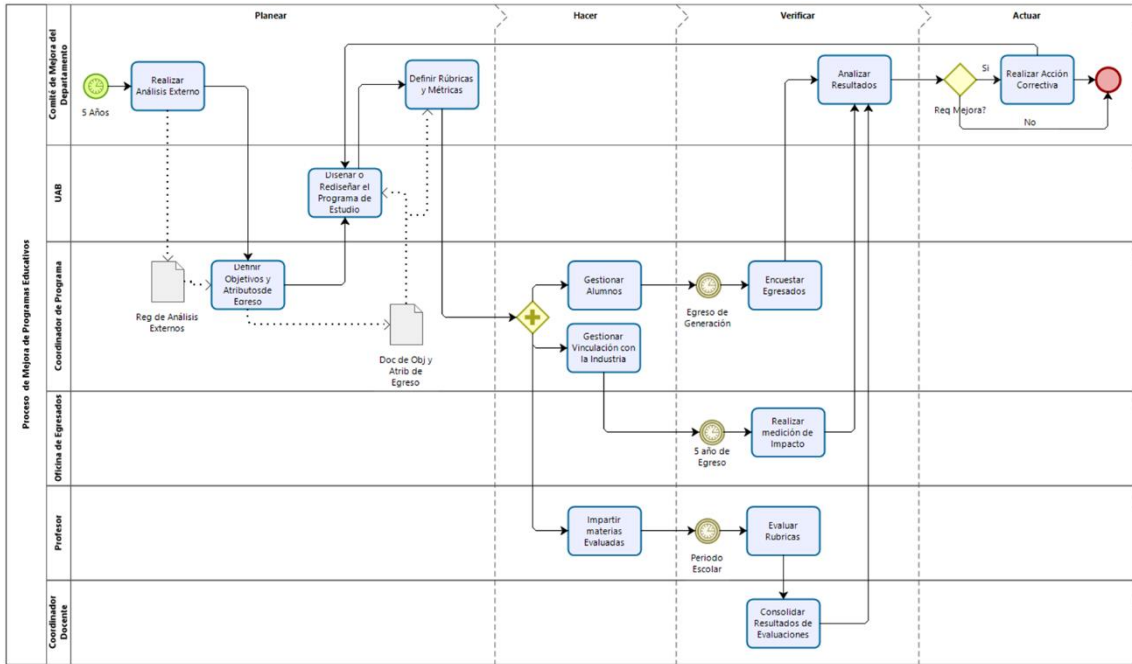 Planear
Hacer
Verificar
Actuar
Proceso de Mejora de Programas Educativos
Comité de Mejora del
Departamento
5 Años
Realizar
Análisis Externo
Definir Rúbricas
y Métricas
Analizar
Resultados
Req Mejora?
Si
No
Realizar Acción
Correctiva
UAB
Diseñar o
Rediseñar el
Programa de
Estudio
Coordinador de Programa
Reg de Análisis
Externos
Definir
Objetivos y
Atributosde
Egreso
Doc de Obj y
Atrib de
Egreso
Gestionar
Alumnos
Gestionar
Vinculación con
la Industria
Egreso de
Generación
Encuestar
Egresados
Oficina de Egresados
5 año de
Egreso
Realizar
medición de
Impacto
Profesor
Impartir
materias
Evaluadas
Periodo
Escolar
Evaluar
Rubricas
Coordinador
Docente
Consolidar
Resultados de
Evaluaciones